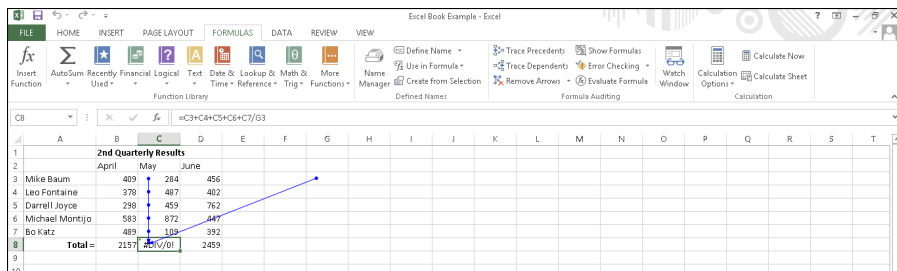 Excel Book Example - Excel
FILE HOME INSERT PAGE LAYOUT FORMULAS DATA REVIEW VIEW
fx Insert Function
Σ AutoSum
Recently Used
Financial
Logical
Text
Date & Time
Lookup & Reference
Math & Trig
More Functions
Function Library
Name Manager
Define Name
Use in Formula
Create from Selection
Defined Names
Trace Precedents
Trace Dependents
Remove Arrows
Show Formulas
Error Checking
Evaluate Formula
Formula Auditing
Watch Window
Calculation Options
Calculate Now
Calculate Sheet
Calculation
C8 fx =C3+C4+C5+C6+C7/G3
A B C D E F G H I J K L M N O P Q R S T
1 2nd Quarterly Results
2 April May June
3 Mike Baum 409 284 456
4 Leo Fontaine 378 487 402
5 Darrell Joyce 298 459 762
6 Michael Montijo 583 872 447
7 Bo Katz 489 109 392
8 Total = 2157 #DIV/0! 2459
9
10